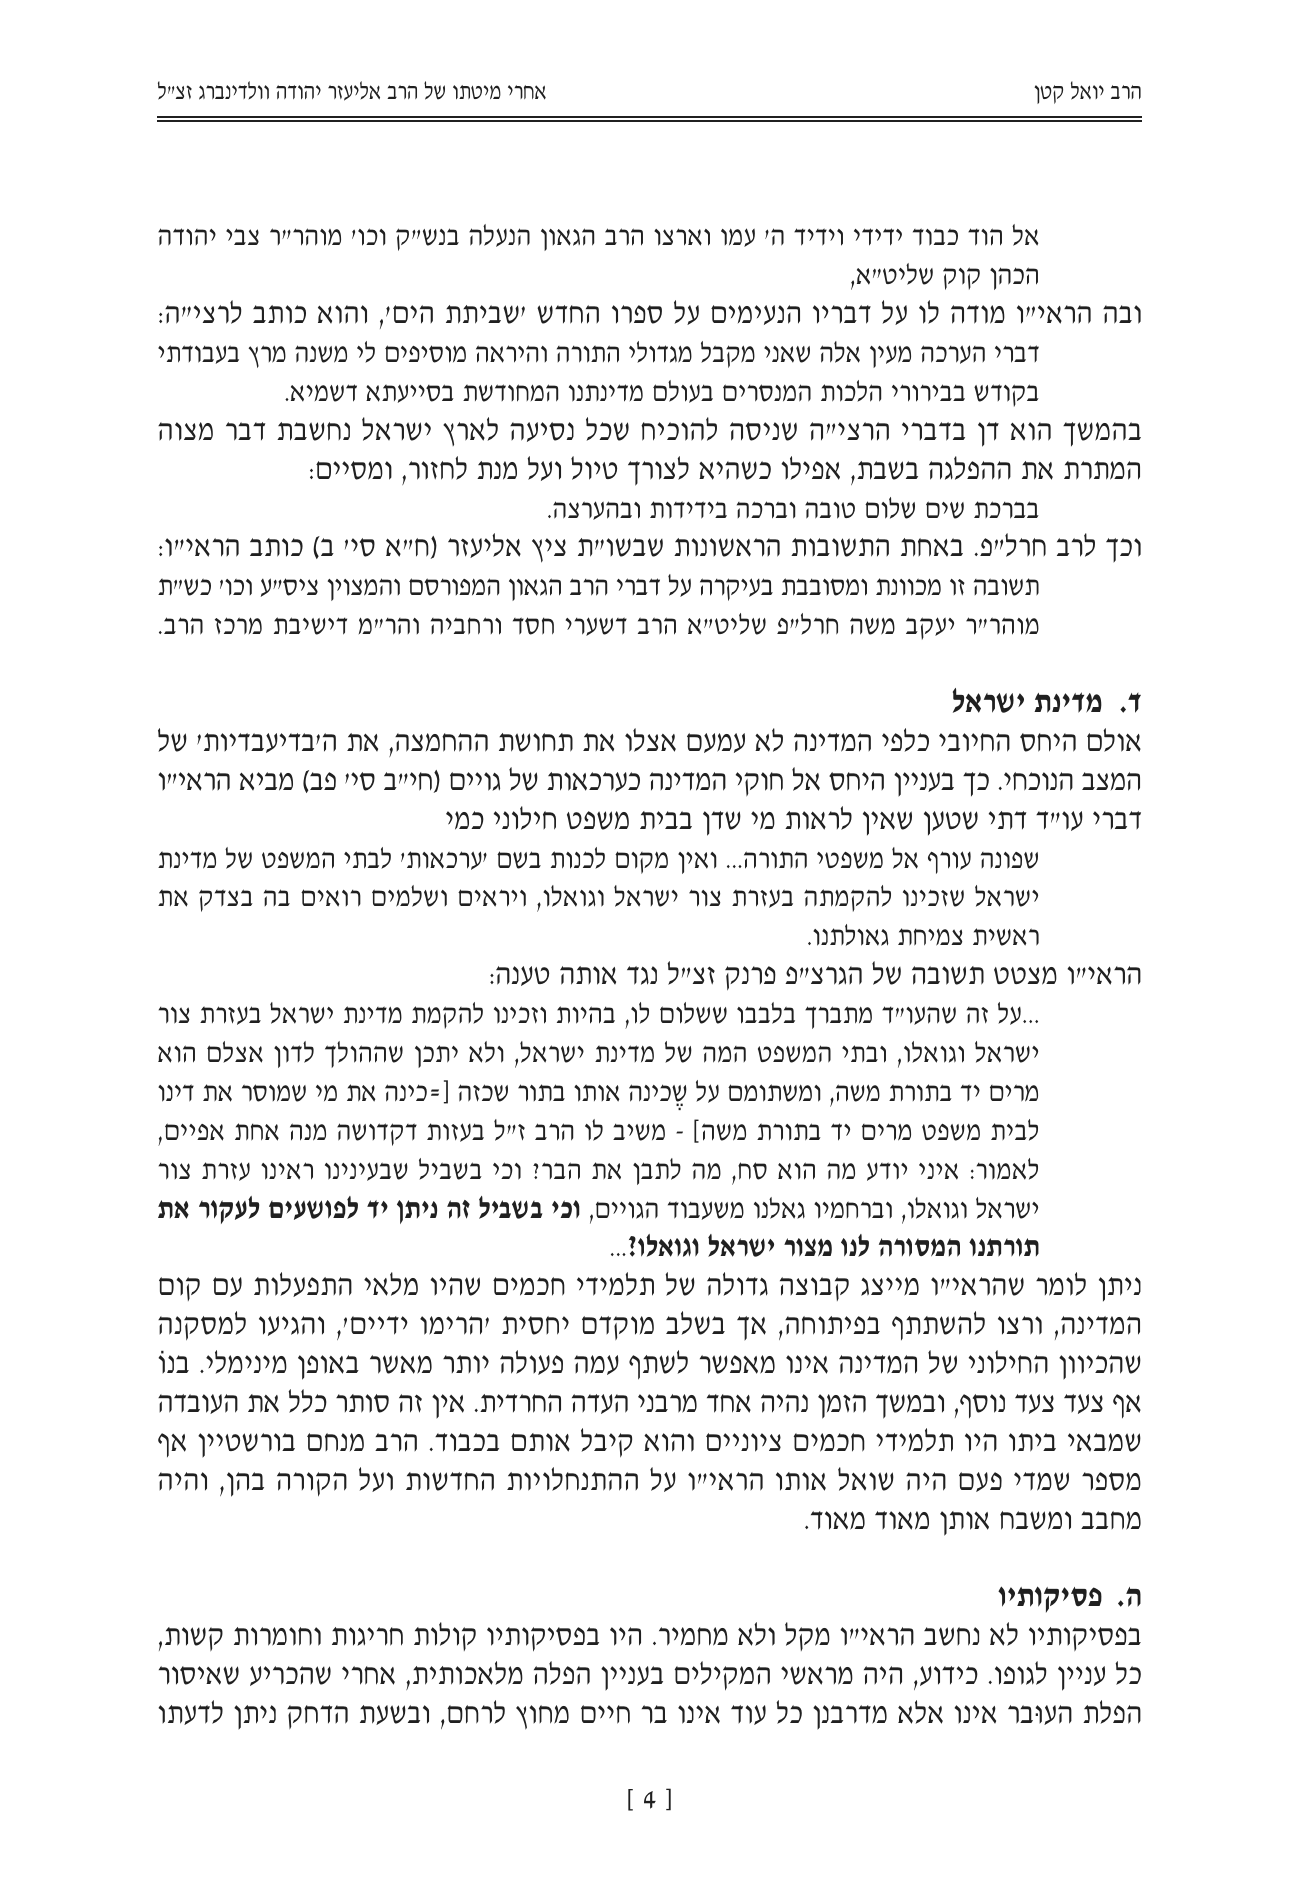 הרב יואל קטן
אחרי מיטתו של הרב אליעזר יהודה וולדינברג זצ״ל
אל הוד כבוד ידידי וידיד ה׳ עמו וארצו הרב הגאון הנעלה בנש״ק וכו׳ מוהר״ר צבי יהודה
הכהן קוק שליט״א,
ובה הראי״ו מודה לו על דבריו הנעימים על ספרו החדש ׳שביתת הים׳, והוא כותב לרצי״ה:
דברי הערכה מעין אלה שאני מקבל מגדולי התורה והיראה מוסיפים לי משנה מרץ בעבודתי
בקודש בבירורי הלכות המנסרים בעולם מדינתנו המחודשת בסייעתא דשמיא.
בהמשך הוא דן בדברי הרצי״ה שניסה להוכיח שכל נסיעה לארץ ישראל נחשבת דבר מצוה
המתרת את ההפלגה בשבת, אפילו כשהיא לצורך טיול ועל מנת לחזור, ומסיים:
בברכת שים שלום טובה וברכה בידידות ובהערצה.
וכך לרב חרל״פ. באחת התשובות הראשונות שבשו״ת ציץ אליעזר (ח״א סי׳ ב) כותב הראי״ו:
תשובה זו מכוונת ומסובבת בעיקרה על דברי הרב הגאון המפורסם והמצוין ציס״ע וכו׳ כש״ת
מוהר״ר יעקב משה חרל״פ שליט״א הרב דשערי חסד ורחביה והר״מ דישיבת מרכז הרב.
ד. מדינת ישראל
אולם היחס החיובי כלפי המדינה לא עמעם אצלו את תחושת ההחמצה, את ה׳בדיעבדיות׳ של
המצב הנוכחי. כך בעניין היחס אל חוקי המדינה כערכאות של גויים (חי״ב סי׳ פב) מביא הראי״ו
דברי עו״ד דתי שטען שאין לראות מי שדן בבית משפט חילוני כמי
שפונה עורף אל משפטי התורה... ואין מקום לכנות בשם ׳ערכאות׳ לבתי המשפט של מדינת
ישראל שזכינו להקמתה בעזרת צור ישראל וגואלו, ויראים ושלמים רואים בה בצדק את
ראשית צמיחת גאולתנו.
הראי״ו מצטט תשובה של הגרצ״פ פרנק זצ״ל נגד אותה טענה:
...על זה שהעו״ד מתברך בלבבו ששלום לו, בהיות וזכינו להקמת מדינת ישראל בעזרת צור
ישראל וגואלו, ובתי המשפט המה של מדינת ישראל, ולא יתכן שההולך לדון אצלם הוא
מרים יד בתורת משה, ומשתומם על שֶכינה אותו בתור שכזה [=כינה את מי שמוסר את דינו
לבית משפט מרים יד בתורת משה] - משיב לו הרב ז״ל בעזות דקדושה מנה אחת אפיים,
לאמור: איני יודע מה הוא סח, מה לתבן את הבר? וכי בשביל שבעינינו ראינו עזרת צור
ישראל וגואלו, וברחמיו גאלנו משעבוד הגויים, וכי בשביל זה ניתן יד לפושעים לעקור את
תורתנו המסורה לנו מצור ישראל וגואלו?...
ניתן לומר שהראי״ו מייצג קבוצה גדולה של תלמידי חכמים שהיו מלאי התפעלות עם קום
המדינה, ורצו להשתתף בפיתוחה, אך בשלב מוקדם יחסית ׳הרימו ידיים׳, והגיעו למסקנה
שהכיוון החילוני של המדינה אינו מאפשר לשתף עמה פעולה יותר מאשר באופן מינימלי. בנוֹ
אף צעד צעד נוסף, ובמשך הזמן נהיה אחד מרבני העדה החרדית. אין זה סותר כלל את העובדה
שמבאי ביתו היו תלמידי חכמים ציוניים והוא קיבל אותם בכבוד. הרב מנחם בורשטיין אף
מספר שמדי פעם היה שואל אותו הראי״ו על ההתנחלויות החדשות ועל הקורה בהן, והיה
מחבב ומשבח אותן מאוד מאוד.
ה. פסיקותיו
בפסיקותיו לא נחשב הראי״ו מקל ולא מחמיר. היו בפסיקותיו קולות חריגות וחומרות קשות,
כל עניין לגופו. כידוע, היה מראשי המקילים בעניין הפלה מלאכותית, אחרי שהכריע שאיסור
הפלת העוּבר אינו אלא מדרבנן כל עוד אינו בר חיים מחוץ לרחם, ובשעת הדחק ניתן לדעתו
[ 4 ]